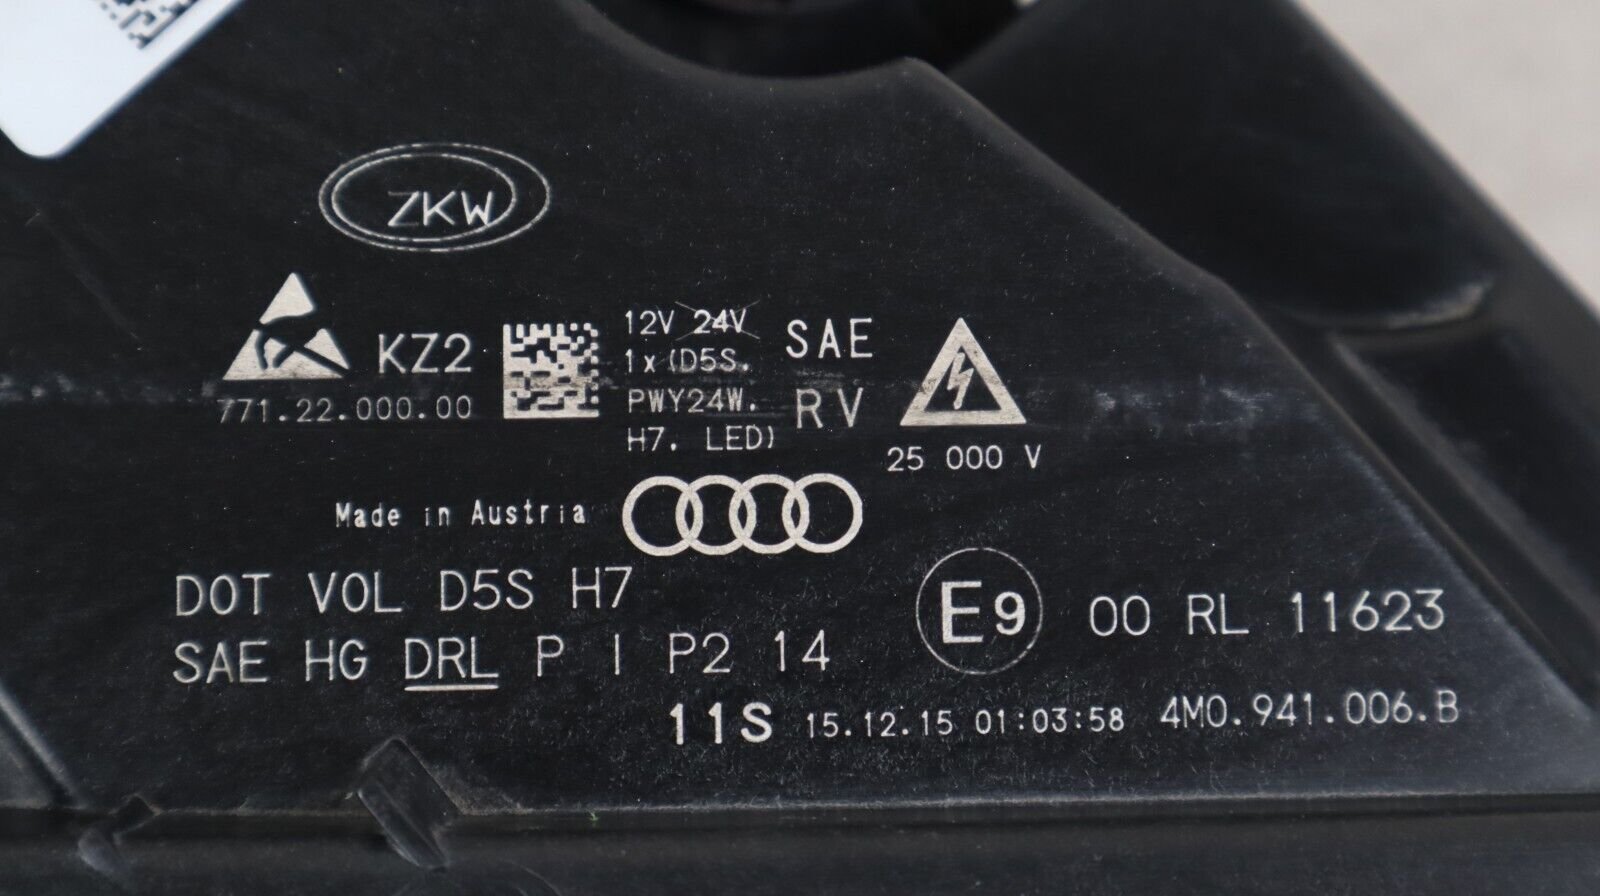 ZKW
KZ2
771.22.000.00
12V 24V
1x (D5S.
PWY24W.
H7. LED)
SAE
RV
25 000 V
Made in Austria
DOT VOL D5S H7
SAE HG DRL P I P2 14
E9 00 RL 11623
11S 15.12.15 01:03:58 4M0.941.006.B